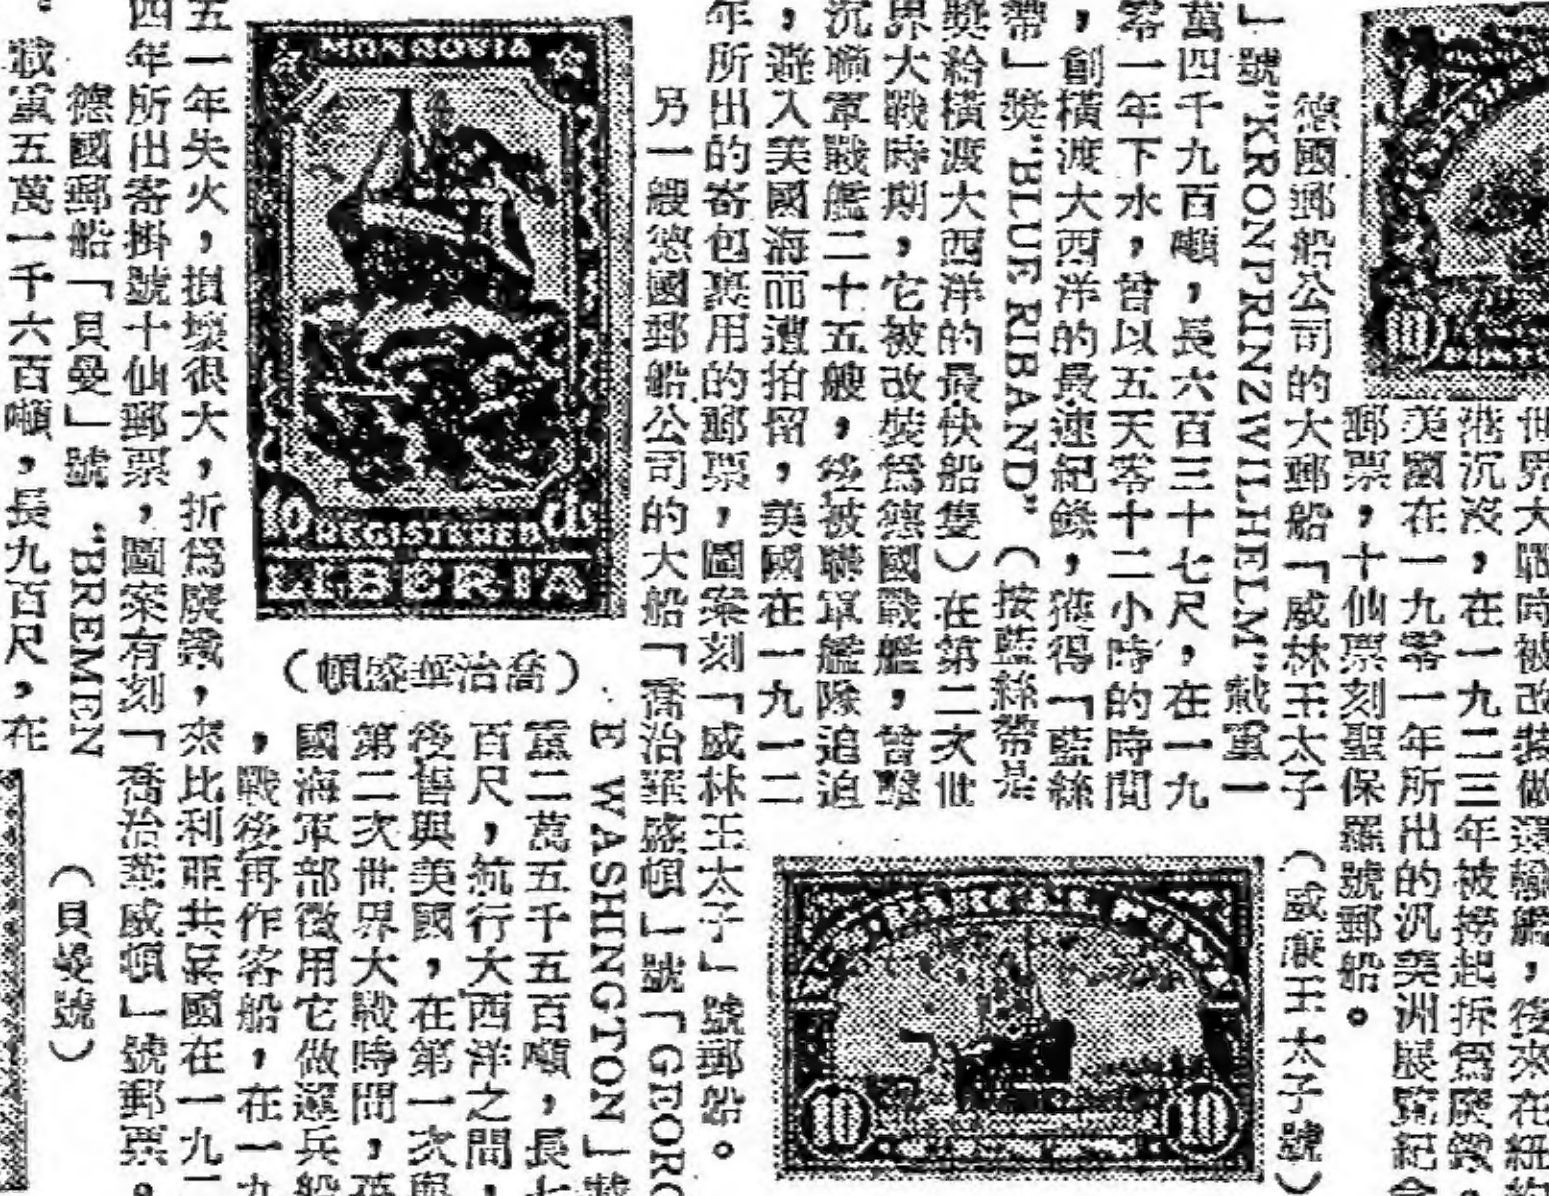 世界大戰時被改裝做運輸艦，後來在紐約
港沉沒，在一九二三年被撈起拆爲廢鐵。
美國在一九零一年所出的汎美洲展覽紀念
郵票，十仙票刻聖保羅號郵船。
（威廉王太子號）
德國郵船公司的大郵船「威林王太子
」號"KRONPRINZWILHELM"載重一
萬四千九百噸，長六百三十七尺，在一九
零一年下水，曾以五天零十二小時的時間
，創橫渡大西洋的最速紀錄，獲得「藍絲
帶」獎"BLUE RIBAND"（按藍絲帶是
獎給橫渡大西洋的最快船隻）在第二次世
界大戰時期，它被改裝爲德國戰艦，曾擊
沉聯軍戰艦二十五艘，終被聯軍艦隊追迫
，避入美國海而遭拍留，美國在一九一二
年所出的寄包裹用的郵票，圖案刻「威林王太子」號郵船。
另一艘德國郵船公司的大船「喬治華盛頓」號「GEORG
E WASHINGTON」載
重二萬五千五百噸，長七
百尺，航行大西洋之間，
後售與美國，在第一次與
第二次世界大戰時間，英
國海軍部徵用它做運兵船
，戰後再作客船，在一九
（喬治華盛頓）
MONROVIA
10 REGISTERED
LIBERIA
10
10
10
五一年失火，損壞很大，折爲廢鐵，來比利亞共和國在一九二
四年所出寄掛號十仙郵票，圖案有刻「喬治華盛頓」號郵票。
德國郵船「貝曼」號 "BREMEN
。載重五萬一千六百噸，長九百尺，在
（貝曼號）